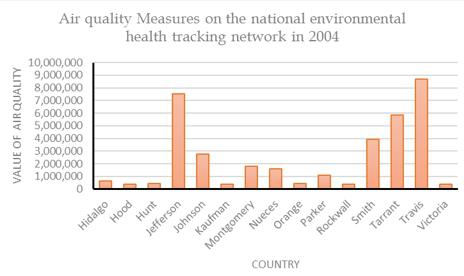 Air quality Measures on the national environmental
health tracking network in 2004
VALUE OF AIR QUALITY
10,000,000
9,000,000
8,000,000
7,000,000
6,000,000
5,000,000
4,000,000
3,000,000
2,000,000
1,000,000
0
Hidalgo
Hood
Hunt
Jefferson
Johnson
Kaufman
Montgomery
Nueces
Orange
Parker
Rockwall
Smith
Tarrant
Travis
Victoria
COUNTRY